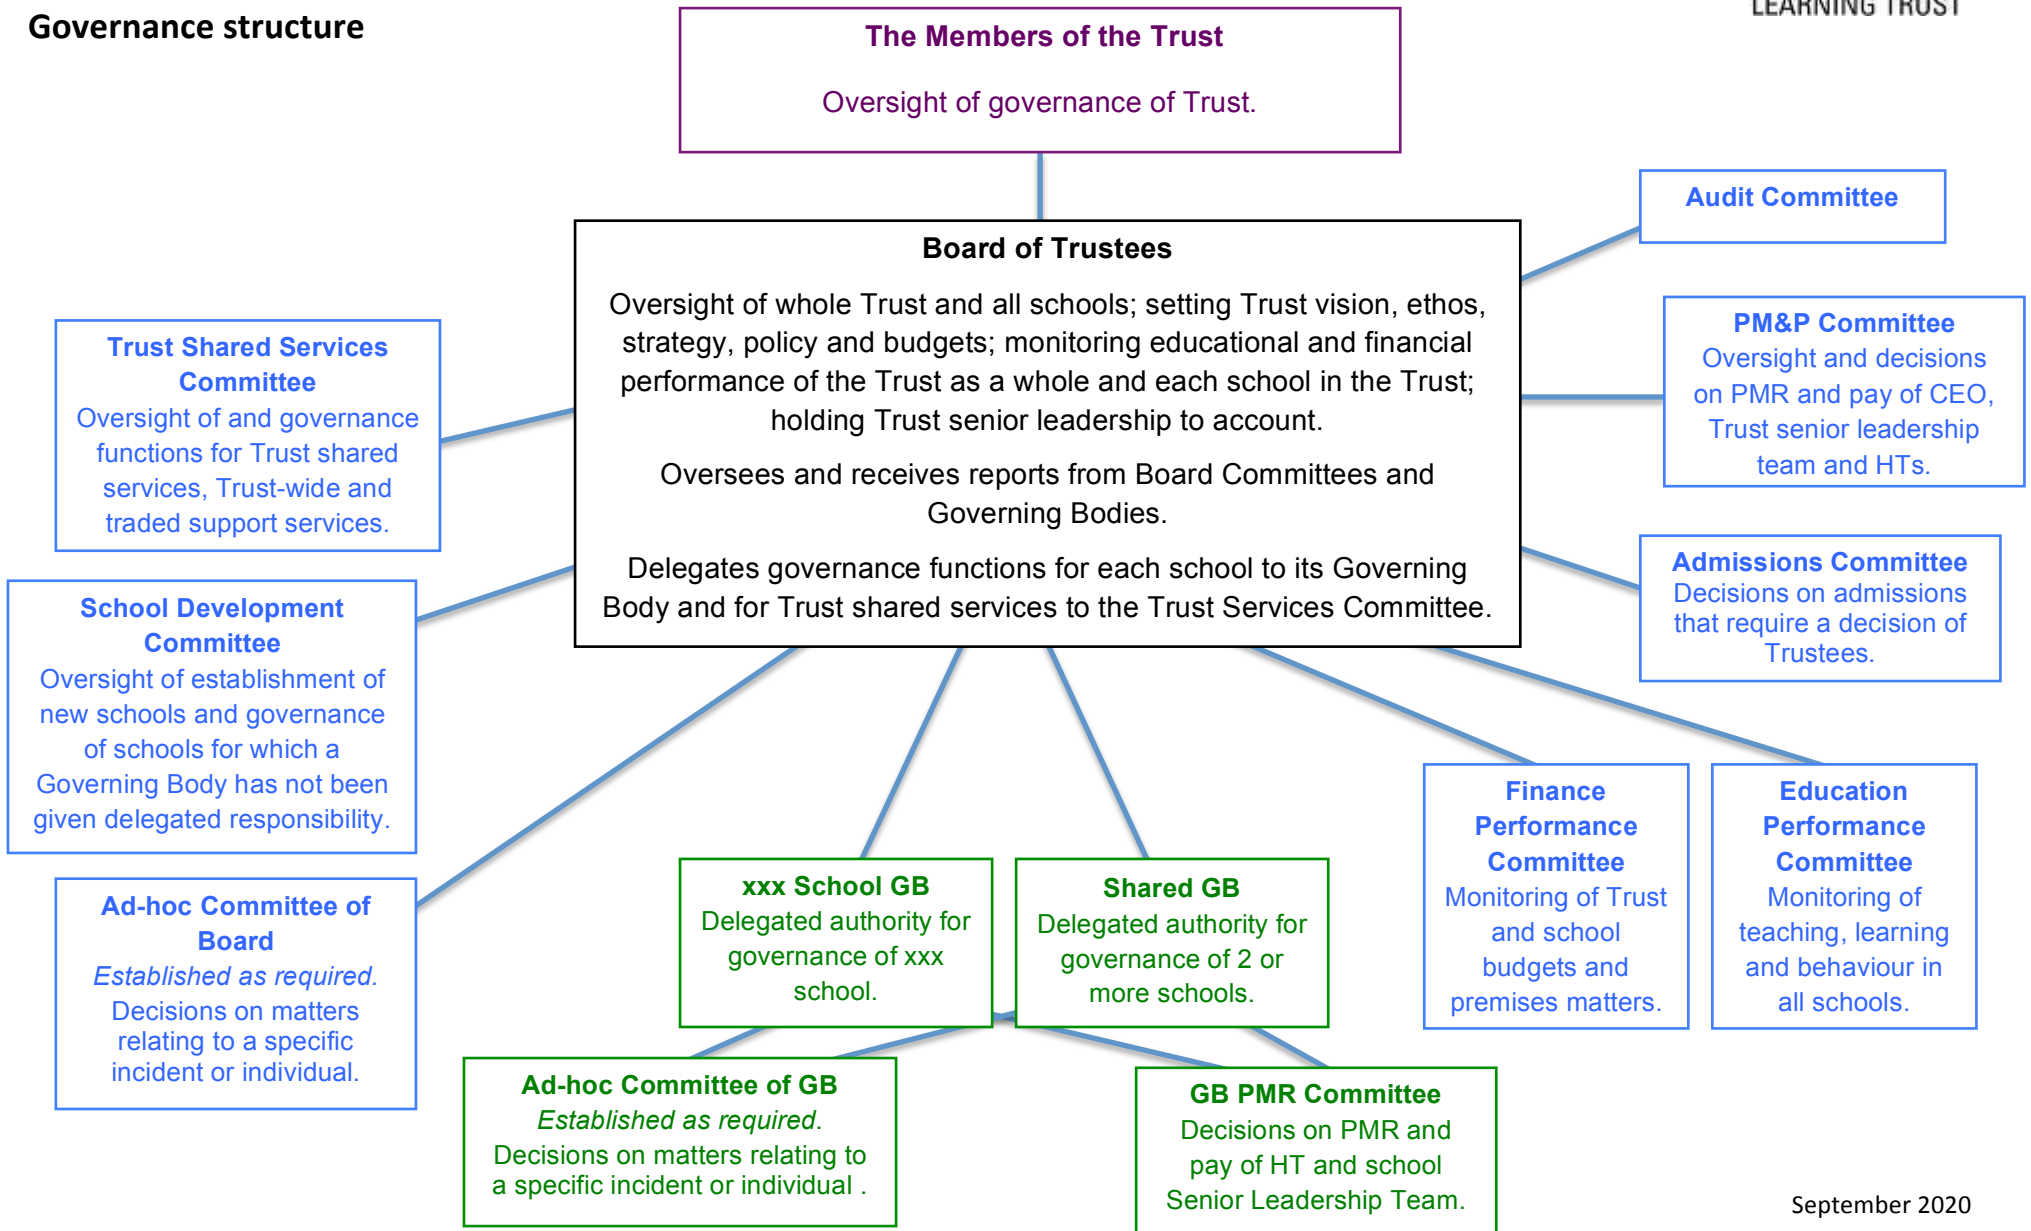 LEARNING TRUST
Governance structure
The Members of the Trust
Oversight of governance of Trust.
Audit Committee
Board of Trustees
Oversight of whole Trust and all schools; setting Trust vision, ethos,
strategy, policy and budgets; monitoring educational and financial
performance of the Trust as a whole and each school in the Trust;
holding Trust senior leadership to account.
Oversees and receives reports from Board Committees and
Governing Bodies.
Delegates governance functions for each school to its Governing
Body and for Trust shared services to the Trust Services Committee.
PM&P Committee
Oversight and decisions
on PMR and pay of CEO,
Trust senior leadership
team and HTs.
Trust Shared Services
Committee
Oversight of and governance
functions for Trust shared
services, Trust-wide and
traded support services.
Admissions Committee
Decisions on admissions
that require a decision of
Trustees.
School Development
Committee
Oversight of establishment of
new schools and governance
of schools for which a
Governing Body has not been
given delegated responsibility.
Finance
Performance
Committee
Monitoring of Trust
and school
budgets and
premises matters.
Education
Performance
Committee
Monitoring of
teaching, learning
and behaviour in
all schools.
Ad-hoc Committee of
Board
Established as required.
Decisions on matters
relating to a specific
incident or individual.
xxx School GB
Delegated authority for
governance of xxx
school.
Shared GB
Delegated authority for
governance of 2 or
more schools.
Ad-hoc Committee of GB
Established as required.
Decisions on matters relating to
a specific incident or individual .
GB PMR Committee
Decisions on PMR and
pay of HT and school
Senior Leadership Team.
September 2020